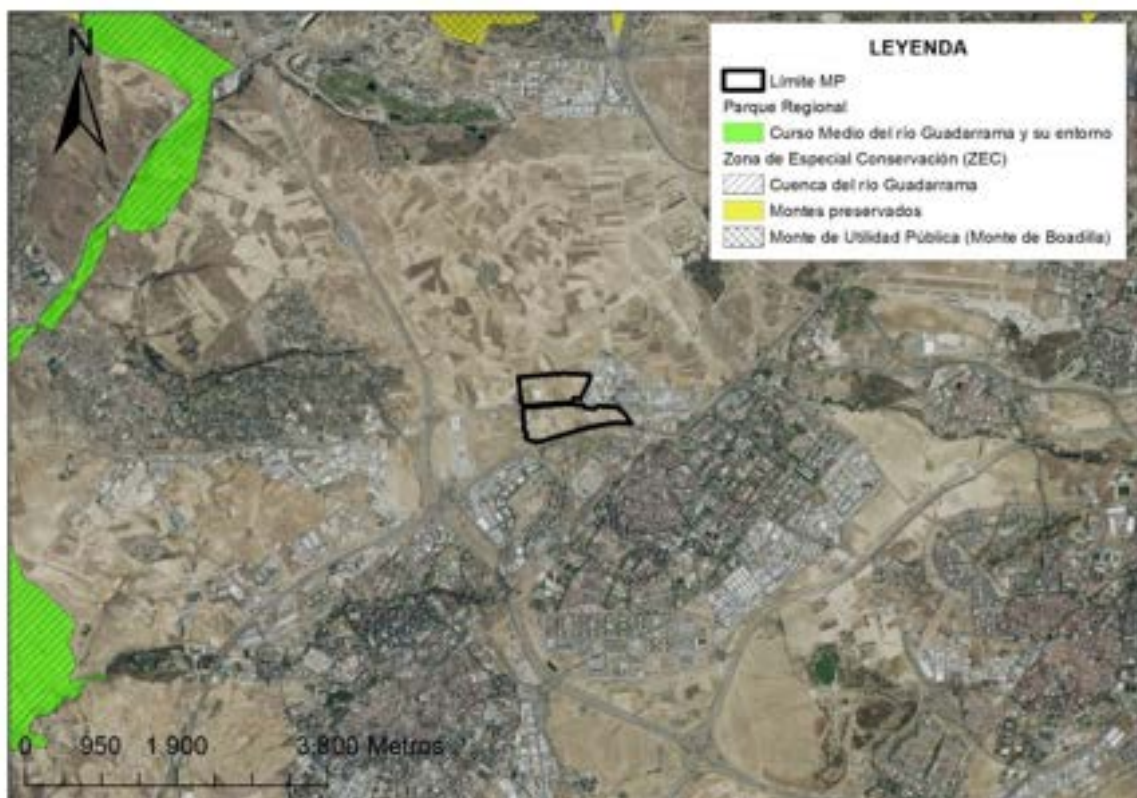 N
LEYENDA
Límite MP
Parque Regional
Curso Medio del río Guadarrama y su entorno
Zona de Especial Conservación (ZEC)
Cuenca del río Guadarrama
Montes preservados
Monte de Utilidad Pública (Monte de Boadilla)
0 950 1.900 3.800 Metros